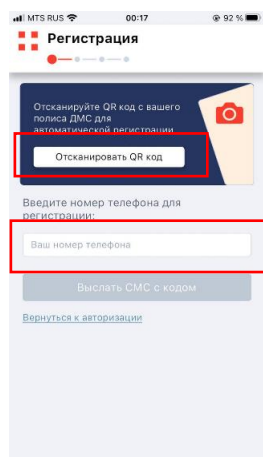 MTS RUS 00:17 92 %
Регистрация
Отсканируйте QR код с вашего
полиса ДМС для
автоматической регистрации
Отсканировать QR код
Введите номер телефона для
регистрации:
Ваш номер телефона
Выслать СМС с кодом
Вернуться к авторизации